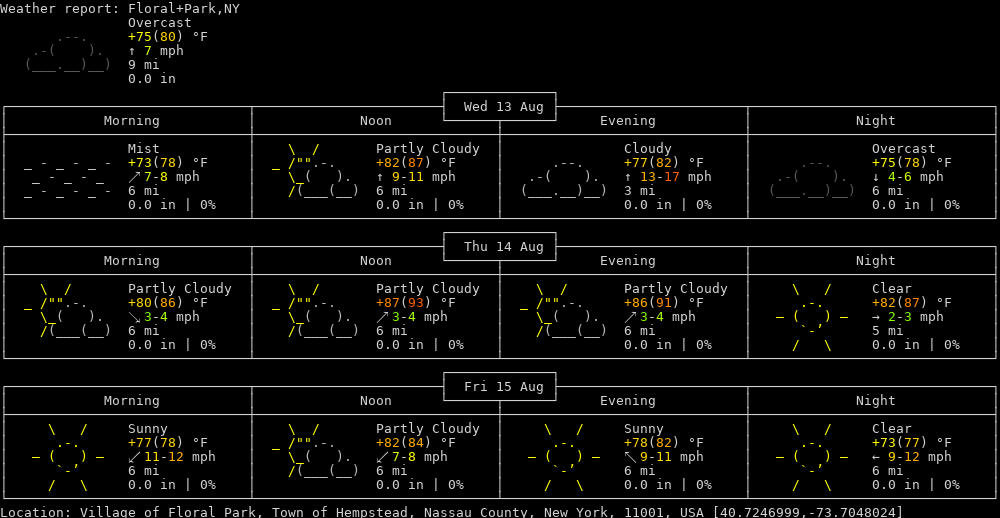 Weather report: Floral+Park,NY
Overcast
+75(80) °F
↑ 7 mph
9 mi
0.0 in
Wed 13 Aug
Morning Noon Evening Night
Mist Partly Cloudy Cloudy Overcast
+73(78) °F +82(87) °F +77(82) °F +75(78) °F
↗ 7-8 mph ↑ 9-11 mph ↑ 13-17 mph ↓ 4-6 mph
6 mi 6 mi 3 mi 6 mi
0.0 in | 0% 0.0 in | 0% 0.0 in | 0% 0.0 in | 0%
Thu 14 Aug
Morning Noon Evening Night
Partly Cloudy Partly Cloudy Partly Cloudy Clear
+80(86) °F +87(93) °F +86(91) °F +82(87) °F
↘ 3-4 mph ↗ 3-4 mph ↗ 3-4 mph → 2-3 mph
6 mi 6 mi 6 mi 5 mi
0.0 in | 0% 0.0 in | 0% 0.0 in | 0% 0.0 in | 0%
Fri 15 Aug
Morning Noon Evening Night
Sunny Partly Cloudy Sunny Clear
+77(78) °F +82(84) °F +78(82) °F +73(77) °F
↙ 11-12 mph ↙ 7-8 mph ↖ 9-11 mph ← 9-12 mph
6 mi 6 mi 6 mi 6 mi
0.0 in | 0% 0.0 in | 0% 0.0 in | 0% 0.0 in | 0%
Location: Village of Floral Park, Town of Hempstead, Nassau County, New York, 11001, USA [40.7246999,-73.7048024]